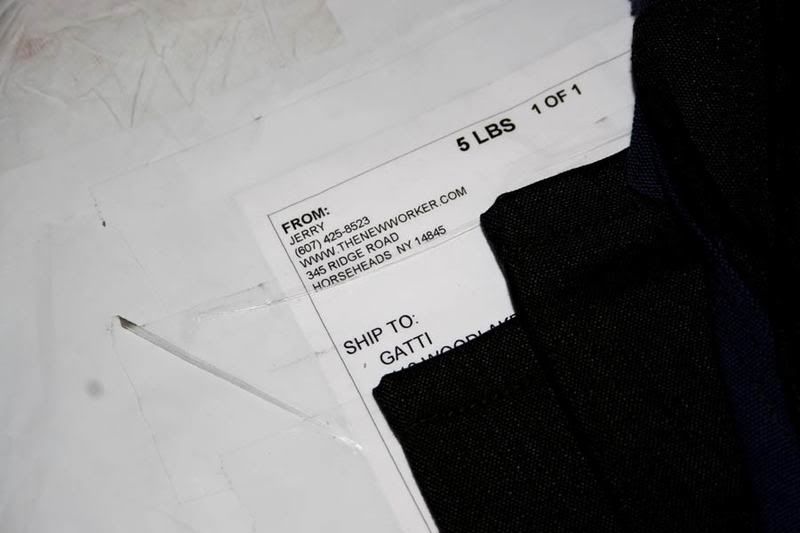 5 LBS 1 OF 1
FROM:
JERRY
(607) 425-8523
WWW.THENEWWORKER.COM
345 RIDGE ROAD
HORSEHEADS NY 14845
SHIP TO:
GATTI